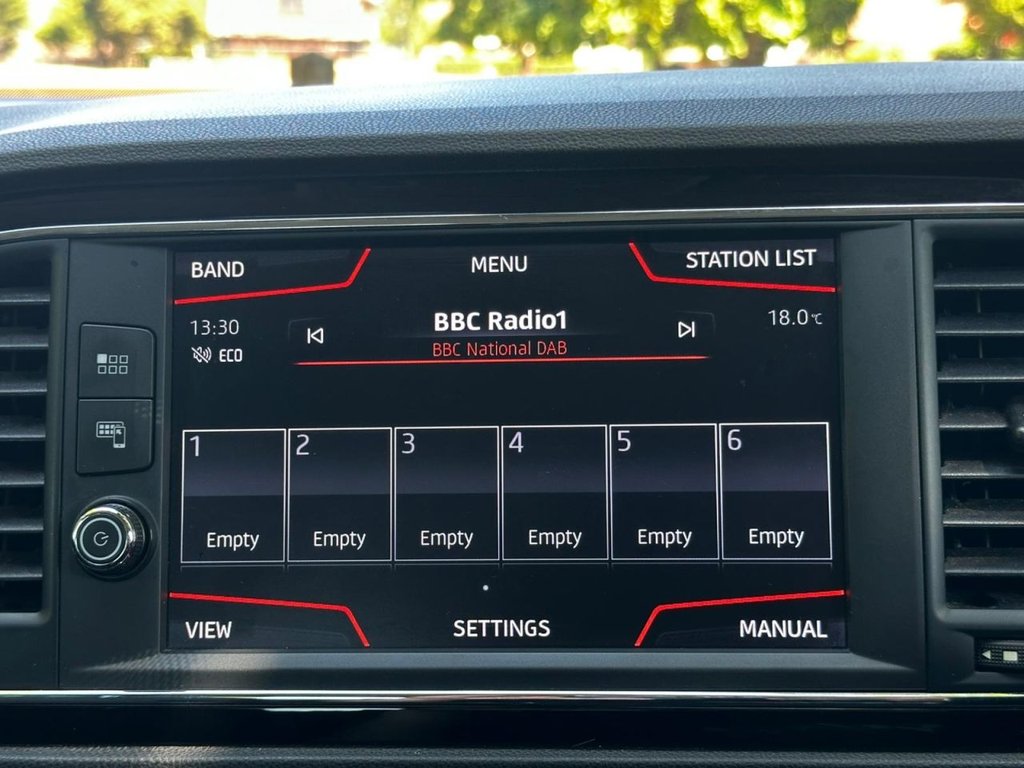 BAND MENU STATION LIST
13:30 BBC Radio1 18.0°C
ECO BBC National DAB
1 2 3 4 5 6
Empty Empty Empty Empty Empty Empty
VIEW SETTINGS MANUAL